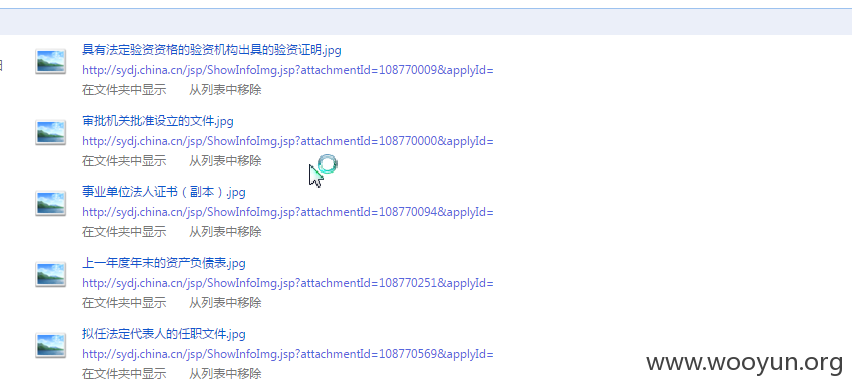 具有法定验资资格的验资机构出具的验资证明.jpg
http://sydj.china.cn/jsp/ShowInfoImg.jsp?attachmentId=108770009&applyId=
在文件夹中显示 从列表中移除
审批机关批准设立的文件.jpg
http://sydj.china.cn/jsp/ShowInfoImg.jsp?attachmentId=108770000&applyId=
在文件夹中显示 从列表中移除
事业单位法人证书（副本）.jpg
http://sydj.china.cn/jsp/ShowInfoImg.jsp?attachmentId=108770094&applyId=
在文件夹中显示 从列表中移除
上一年度年末的资产负债表.jpg
http://sydj.china.cn/jsp/ShowInfoImg.jsp?attachmentId=108770251&applyId=
在文件夹中显示 从列表中移除
拟任法定代表人的任职文件.jpg
http://sydj.china.cn/jsp/ShowInfoImg.jsp?attachmentId=108770569&applyId=
在文件夹中显示 从列表中移除
www.wooyun.org